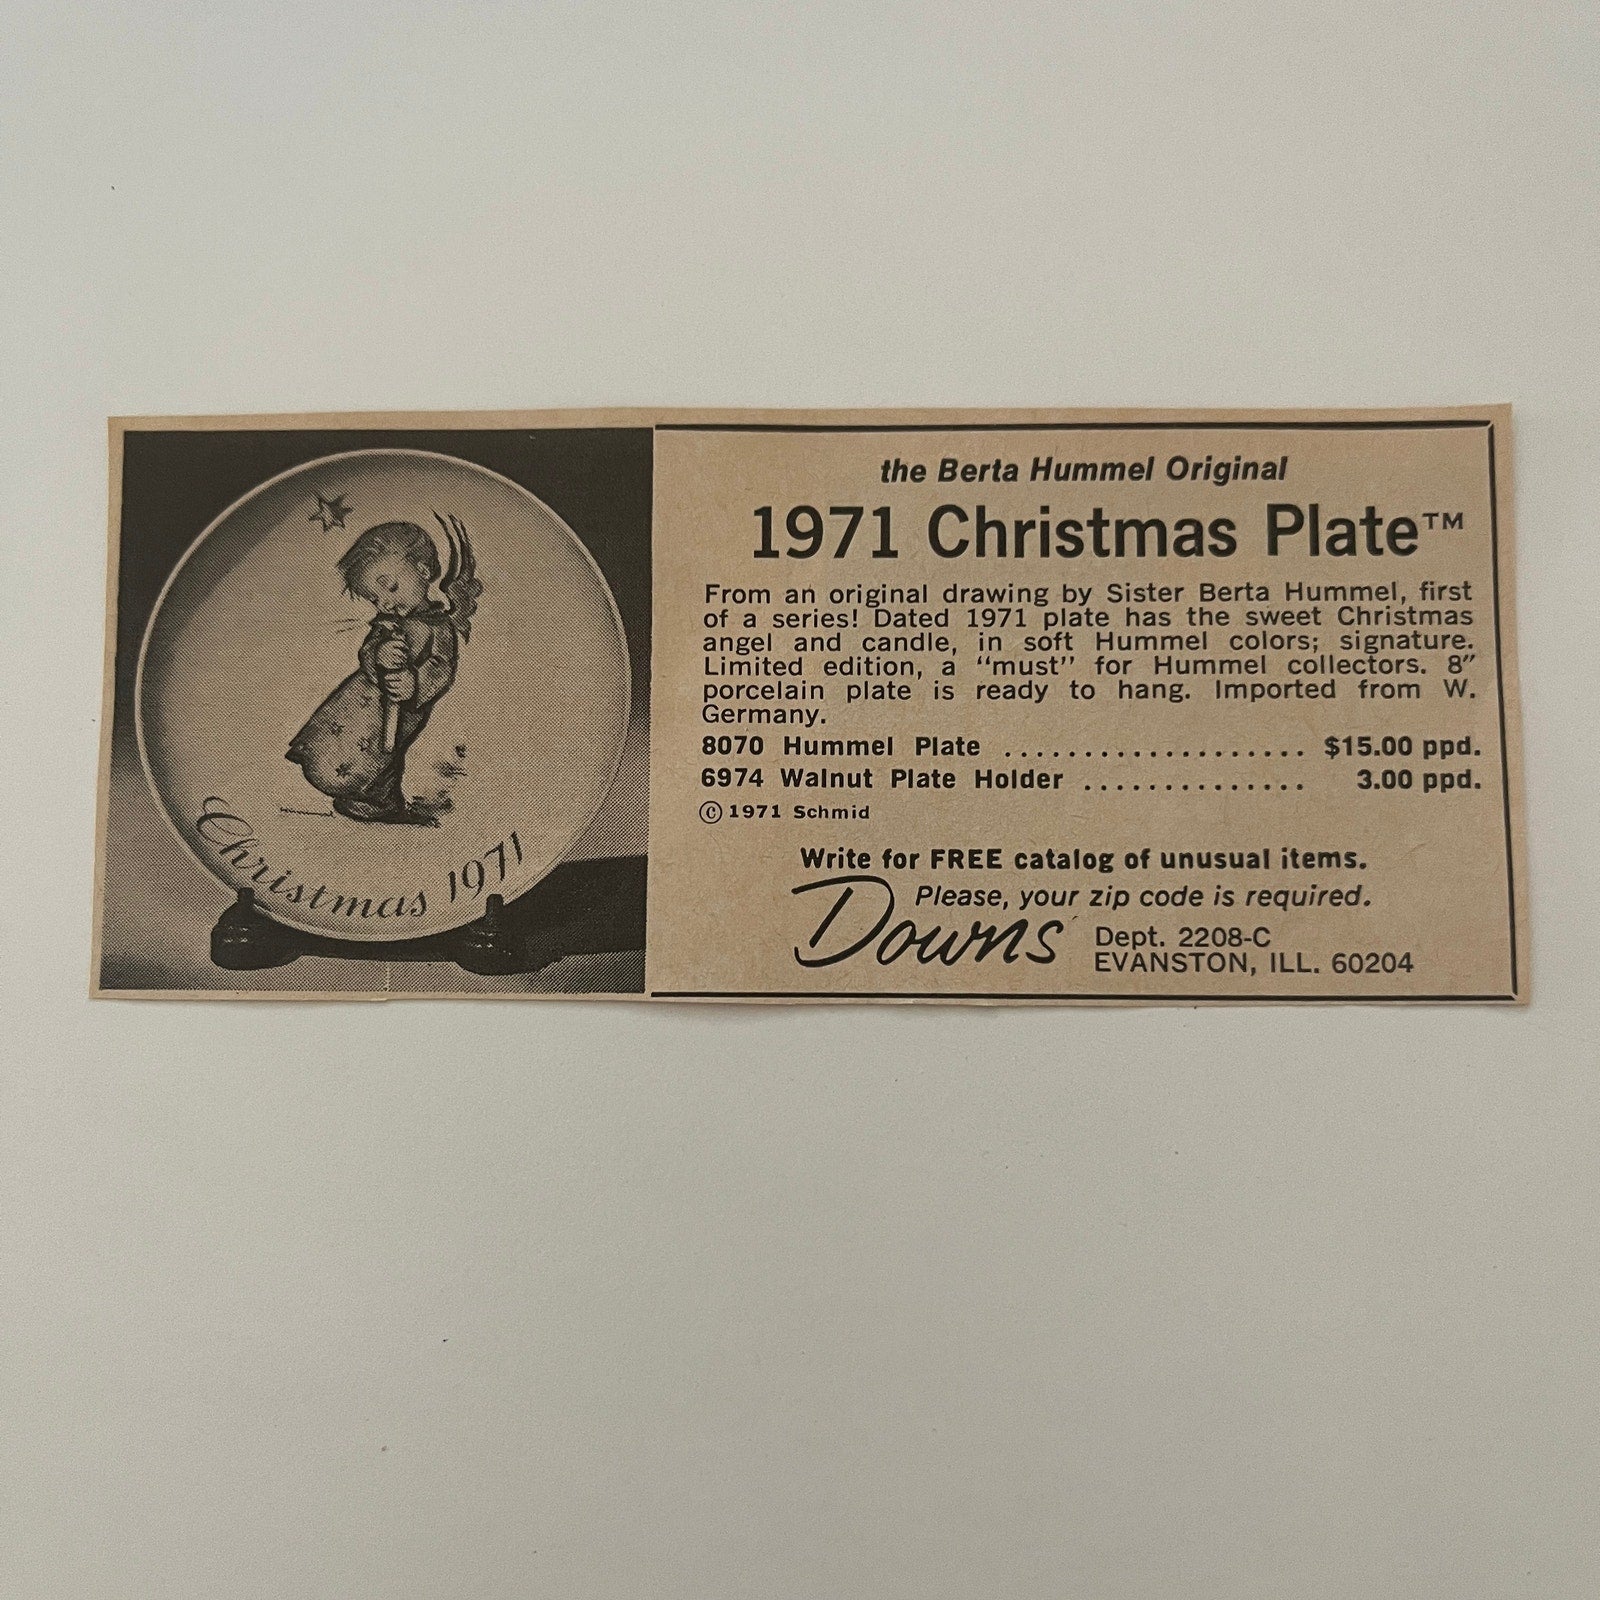 Christmas 1971
the Berta Hummel Original
1971 Christmas Plate™
From an original drawing by Sister Berta Hummel, first
of a series! Dated 1971 plate has the sweet Christmas
angel and candle, in soft Hummel colors; signature.
Limited edition, a "must" for Hummel collectors. 8"
porcelain plate is ready to hang. Imported from W.
Germany.
8070 Hummel Plate ................... $15.00 ppd.
6974 Walnut Plate Holder .............. 3.00 ppd.
© 1971 Schmid
Write for FREE catalog of unusual items.
Please, your zip code is required.
Downs Dept. 2208-C
EVANSTON, ILL. 60204